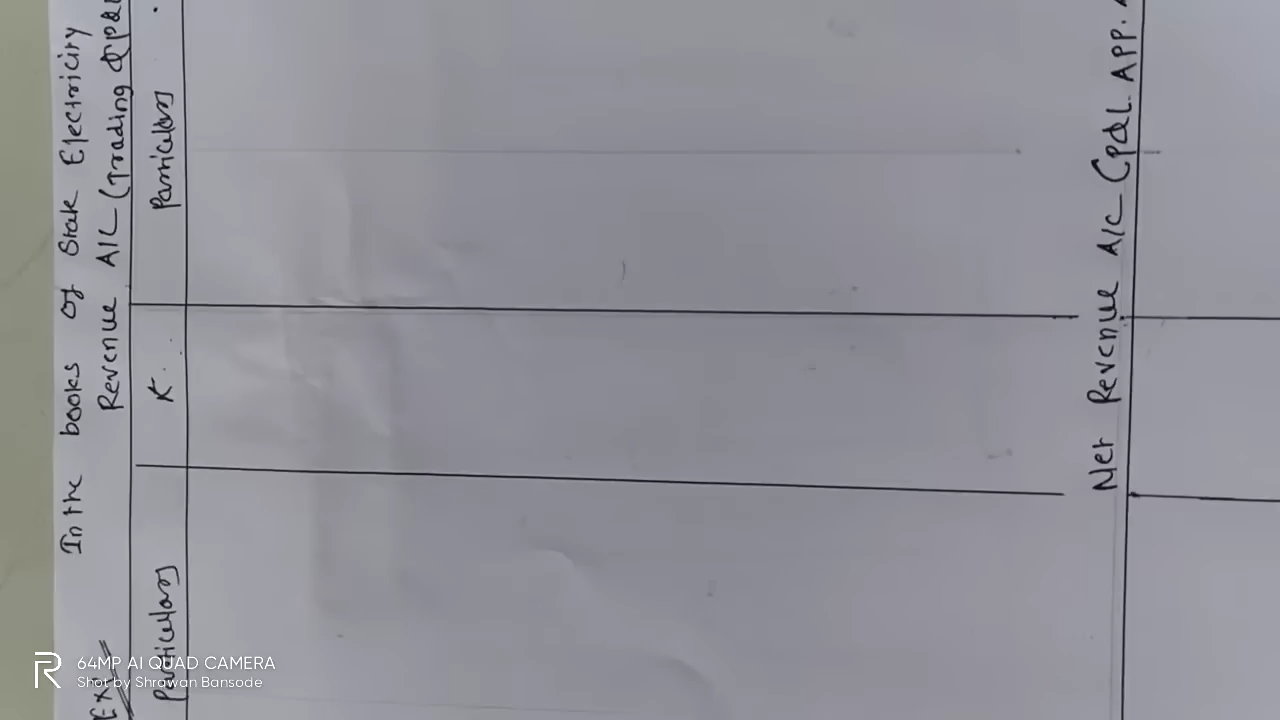 Ex:-
In the books of State Electricity
Revenue A/C (Trading & P&L
Particulars K. Particulars
Net Revenue A/C (P&L. APP. A
64MP AI QUAD CAMERA
Shot by Shrawan Bansode